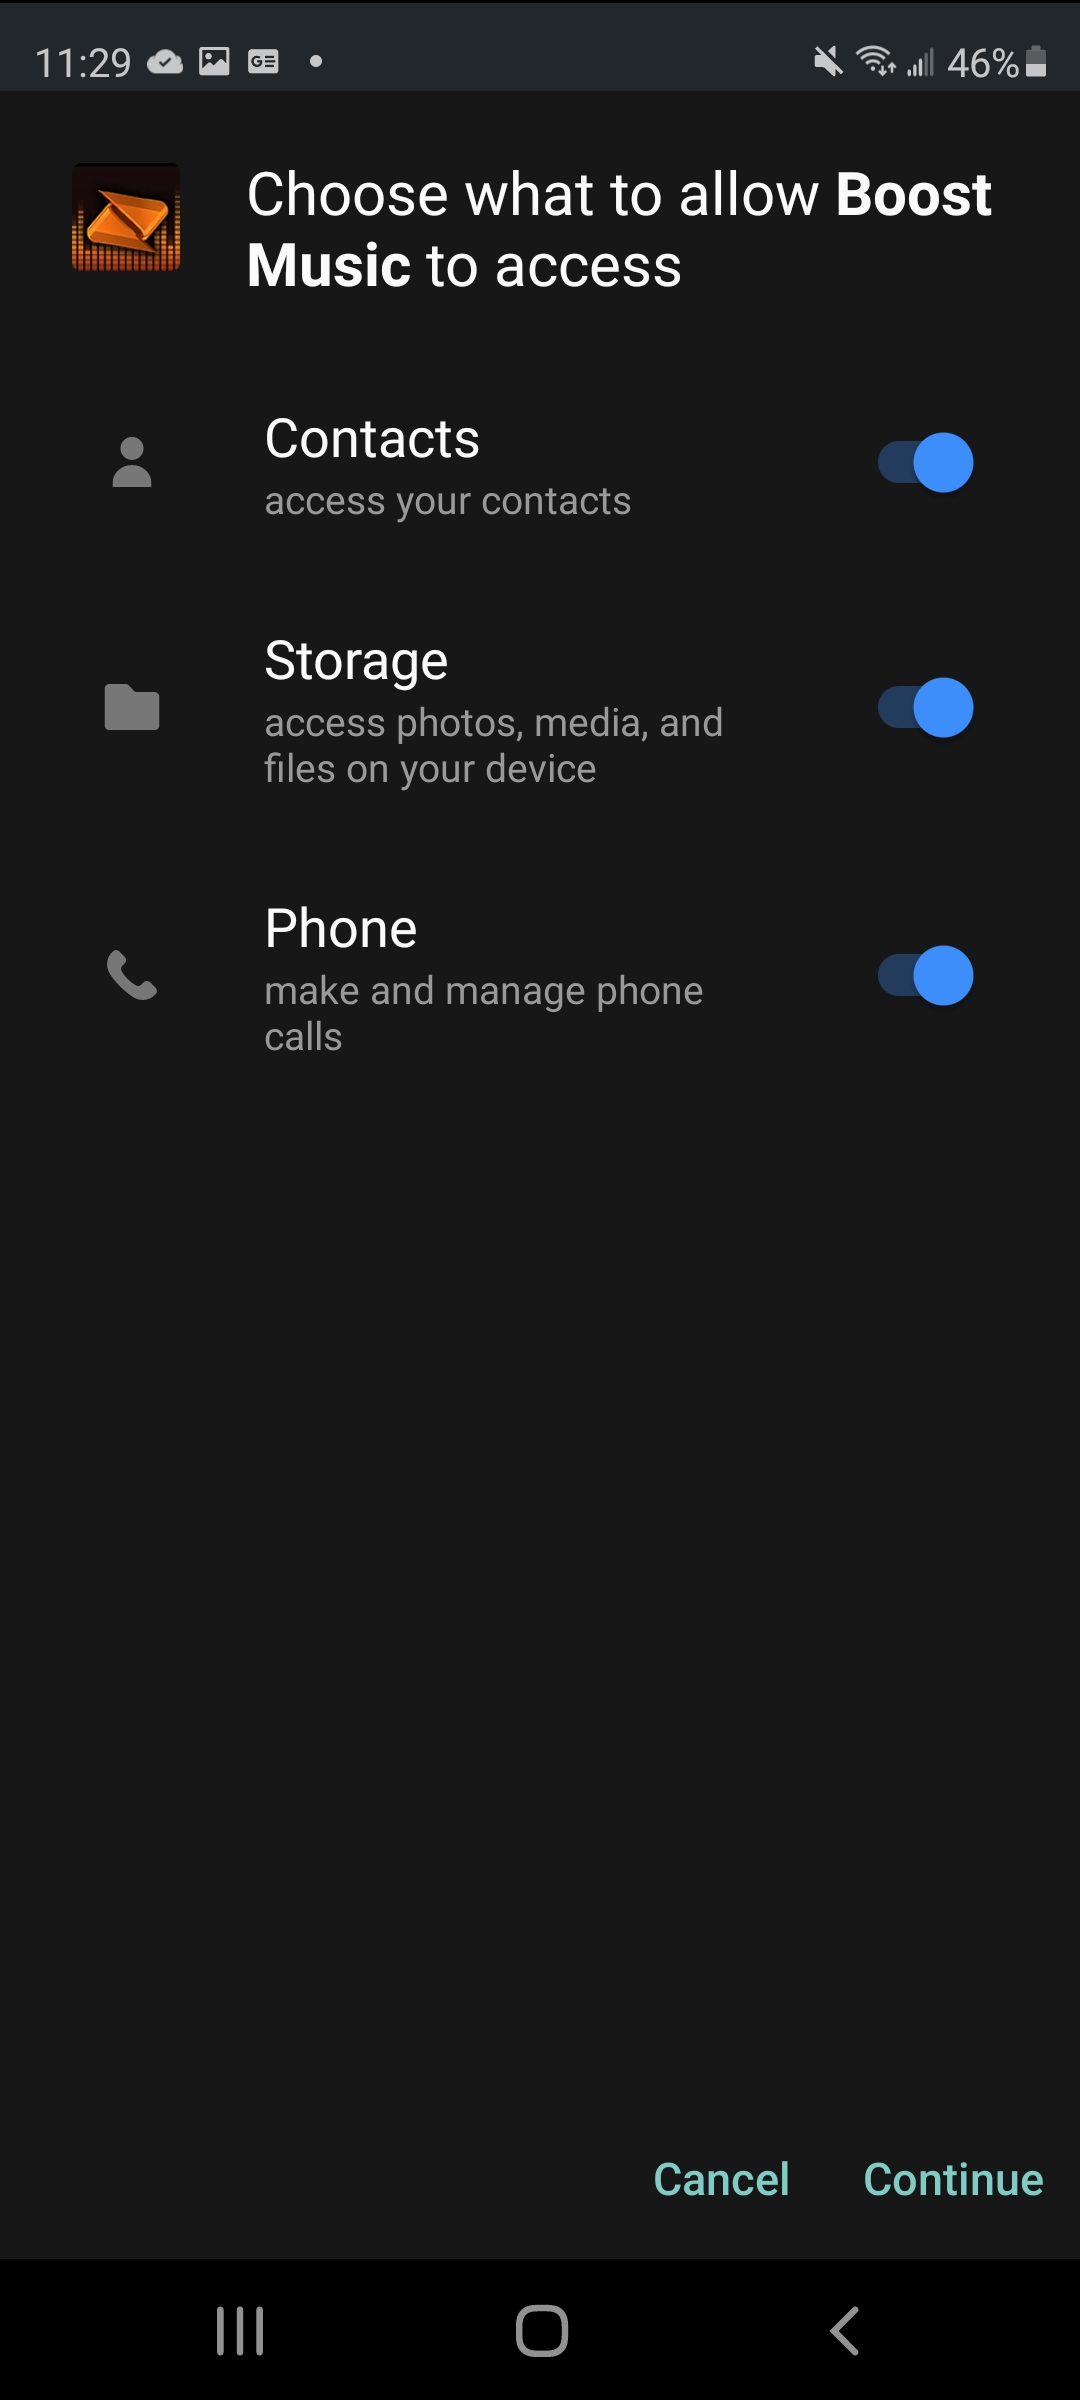 11:29
46%
Choose what to allow Boost
Music to access
Contacts
access your contacts
Storage
access photos, media, and
files on your device
Phone
make and manage phone
calls
Cancel
Continue